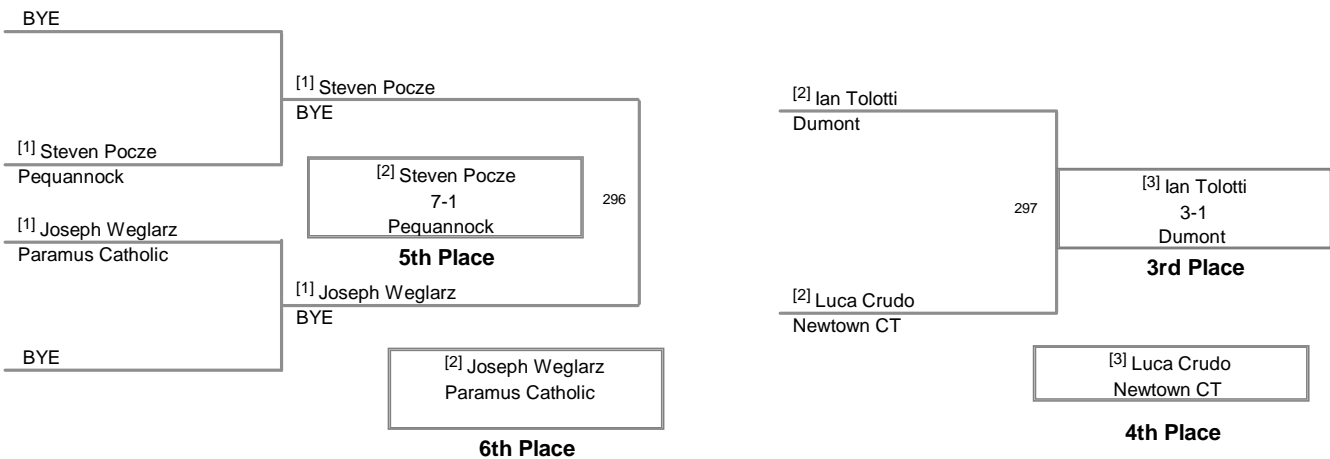 BYE
[1] Steven Pocze
BYE
[1] Steven Pocze
Pequannock
[2] Steven Pocze
7-1
Pequannock
5th Place
296
[1] Joseph Weglarz
Paramus Catholic
[1] Joseph Weglarz
BYE
BYE
[2] Joseph Weglarz
Paramus Catholic
6th Place
[2] Ian Tolotti
Dumont
297
[3] Ian Tolotti
3-1
Dumont
3rd Place
[2] Luca Crudo
Newtown CT
[3] Luca Crudo
Newtown CT
4th Place